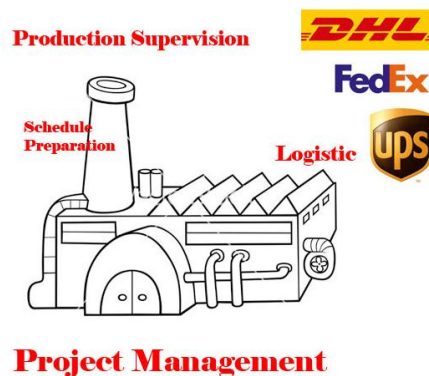 Production Supervision
DHL
FedEx
Schedule
Preparation
Logistic
ups
Project Management